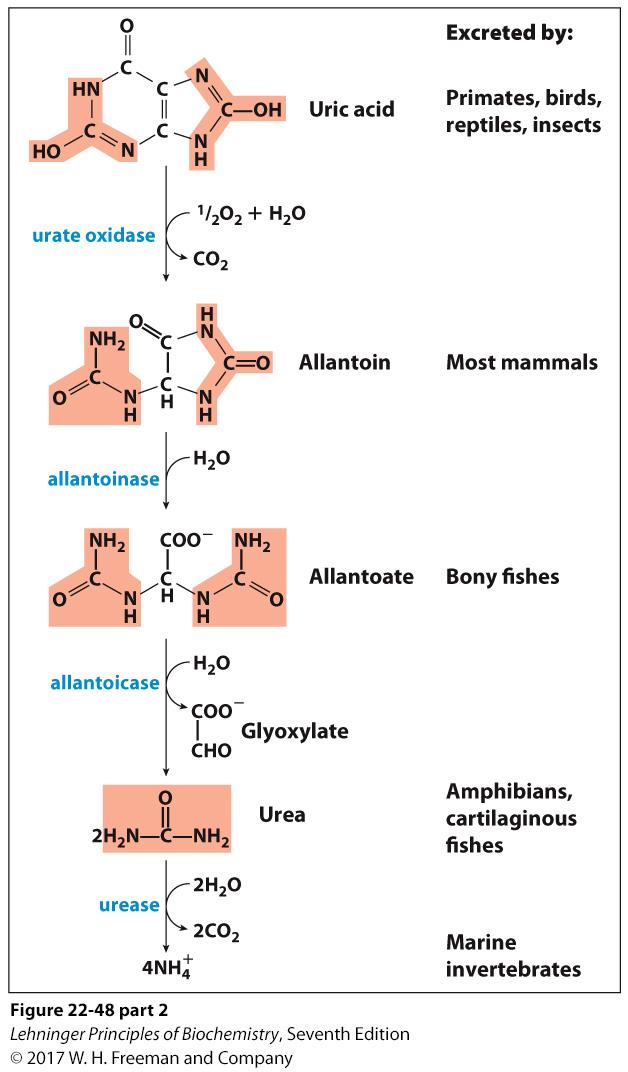 Excreted by:
O
C
HN
C
N
C—OH
Uric acid
Primates, birds,
reptiles, insects
HO
C
N
C
N
H
urate oxidase
1/2O2 + H2O
CO2
O
NH2
C
H
N
C=O
Allantoin
Most mammals
C
O
N
H
C
H
N
H
allantoinase
H2O
NH2
COO−
NH2
C
C
H
C
Allantoate
Bony fishes
O
N
H
N
H
O
allantoicase
H2O
COO−
CHO
Glyoxylate
O
2H2N—C—NH2
Urea
Amphibians,
cartilaginous
fishes
urease
2H2O
2CO2
4NH4+
Marine
invertebrates
Figure 22-48 part 2
Lehninger Principles of Biochemistry, Seventh Edition
© 2017 W. H. Freeman and Company